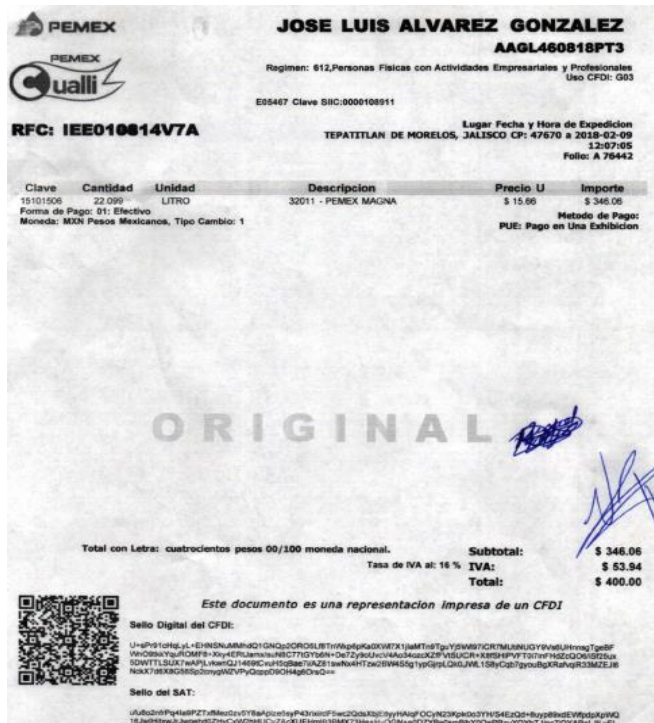 PEMEX
JOSE LUIS ALVAREZ GONZALEZ
AAGL460818PT3
PEMEX
Cualli
Regimen: 612,Personas Fisicas con Actividades Empresariales y Profesionales
Uso CFDI: G03
E05467 Clave SIIC:0000108911
RFC: IEE010614V7A
Lugar Fecha y Hora de Expedicion
TEPATITLAN DE MORELOS, JALISCO CP: 47670 a 2018-02-09
12:07:05
Folio: A 76442
Clave Cantidad Unidad Descripcion Precio U Importe
15101506 22.099 LITRO 32011 - PEMEX MAGNA $ 15.66 $ 346.06
Forma de Pago: 01: Efectivo
Moneda: MXN Pesos Mexicanos, Tipo Cambio: 1
Metodo de Pago:
PUE: Pago en Una Exhibicion
ORIGINAL
Total con Letra: cuatrocientos pesos 00/100 moneda nacional.
Subtotal: $ 346.06
Tasa de IVA al: 16 % IVA: $ 53.94
Total: $ 400.00
Este documento es una representacion impresa de un CFDI
Sello Digital del CFDI:
Sello del SAT: